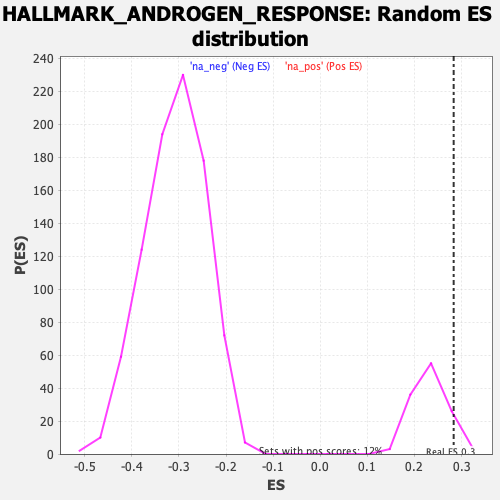 HALLMARK_ANDROGEN_RESPONSE: Random ES
distribution
'na_neg' (Neg ES) 'na_pos' (Pos ES)
240
220
200
180
160
140
120
100
80
60
40
20
0
P(ES)
Sets with pos scores: 12%
Real ES 0.3
-0.5 -0.4 -0.3 -0.2 -0.1 0.0 0.1 0.2 0.3
ES